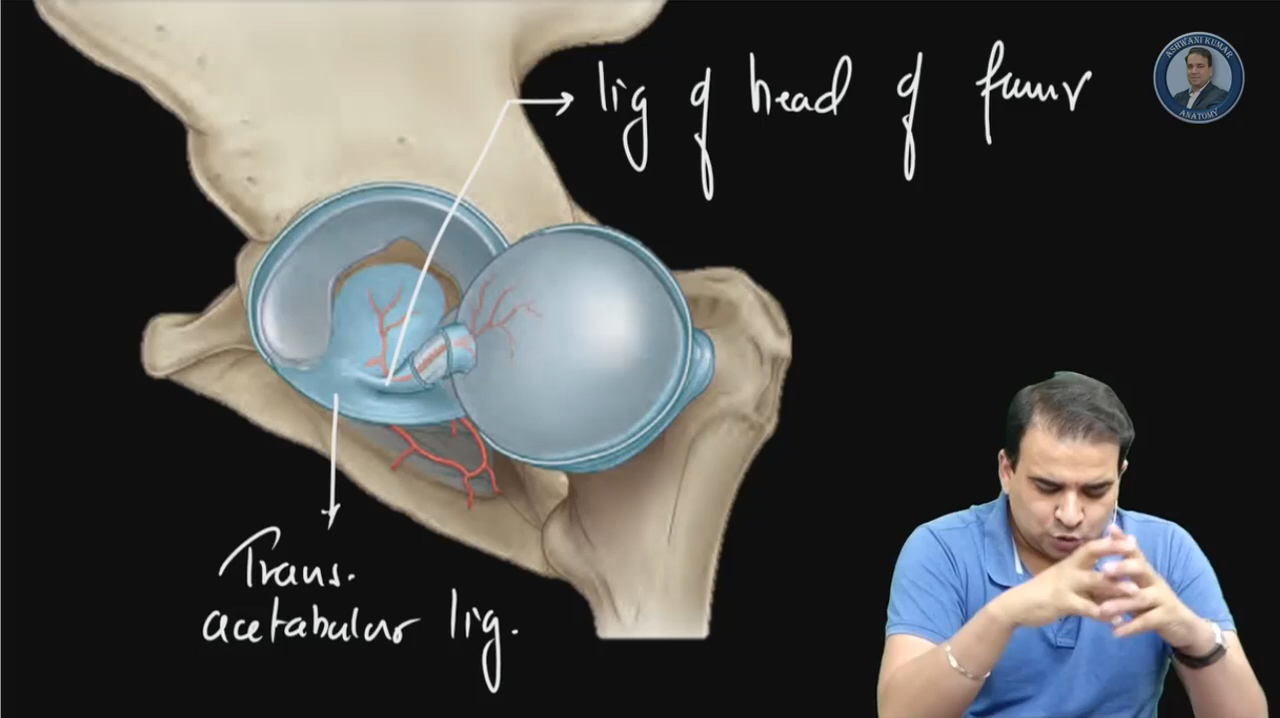 lig of head of femur
Trans.
acetabular lig.
ASHWANI KUMAR
ANATOMY